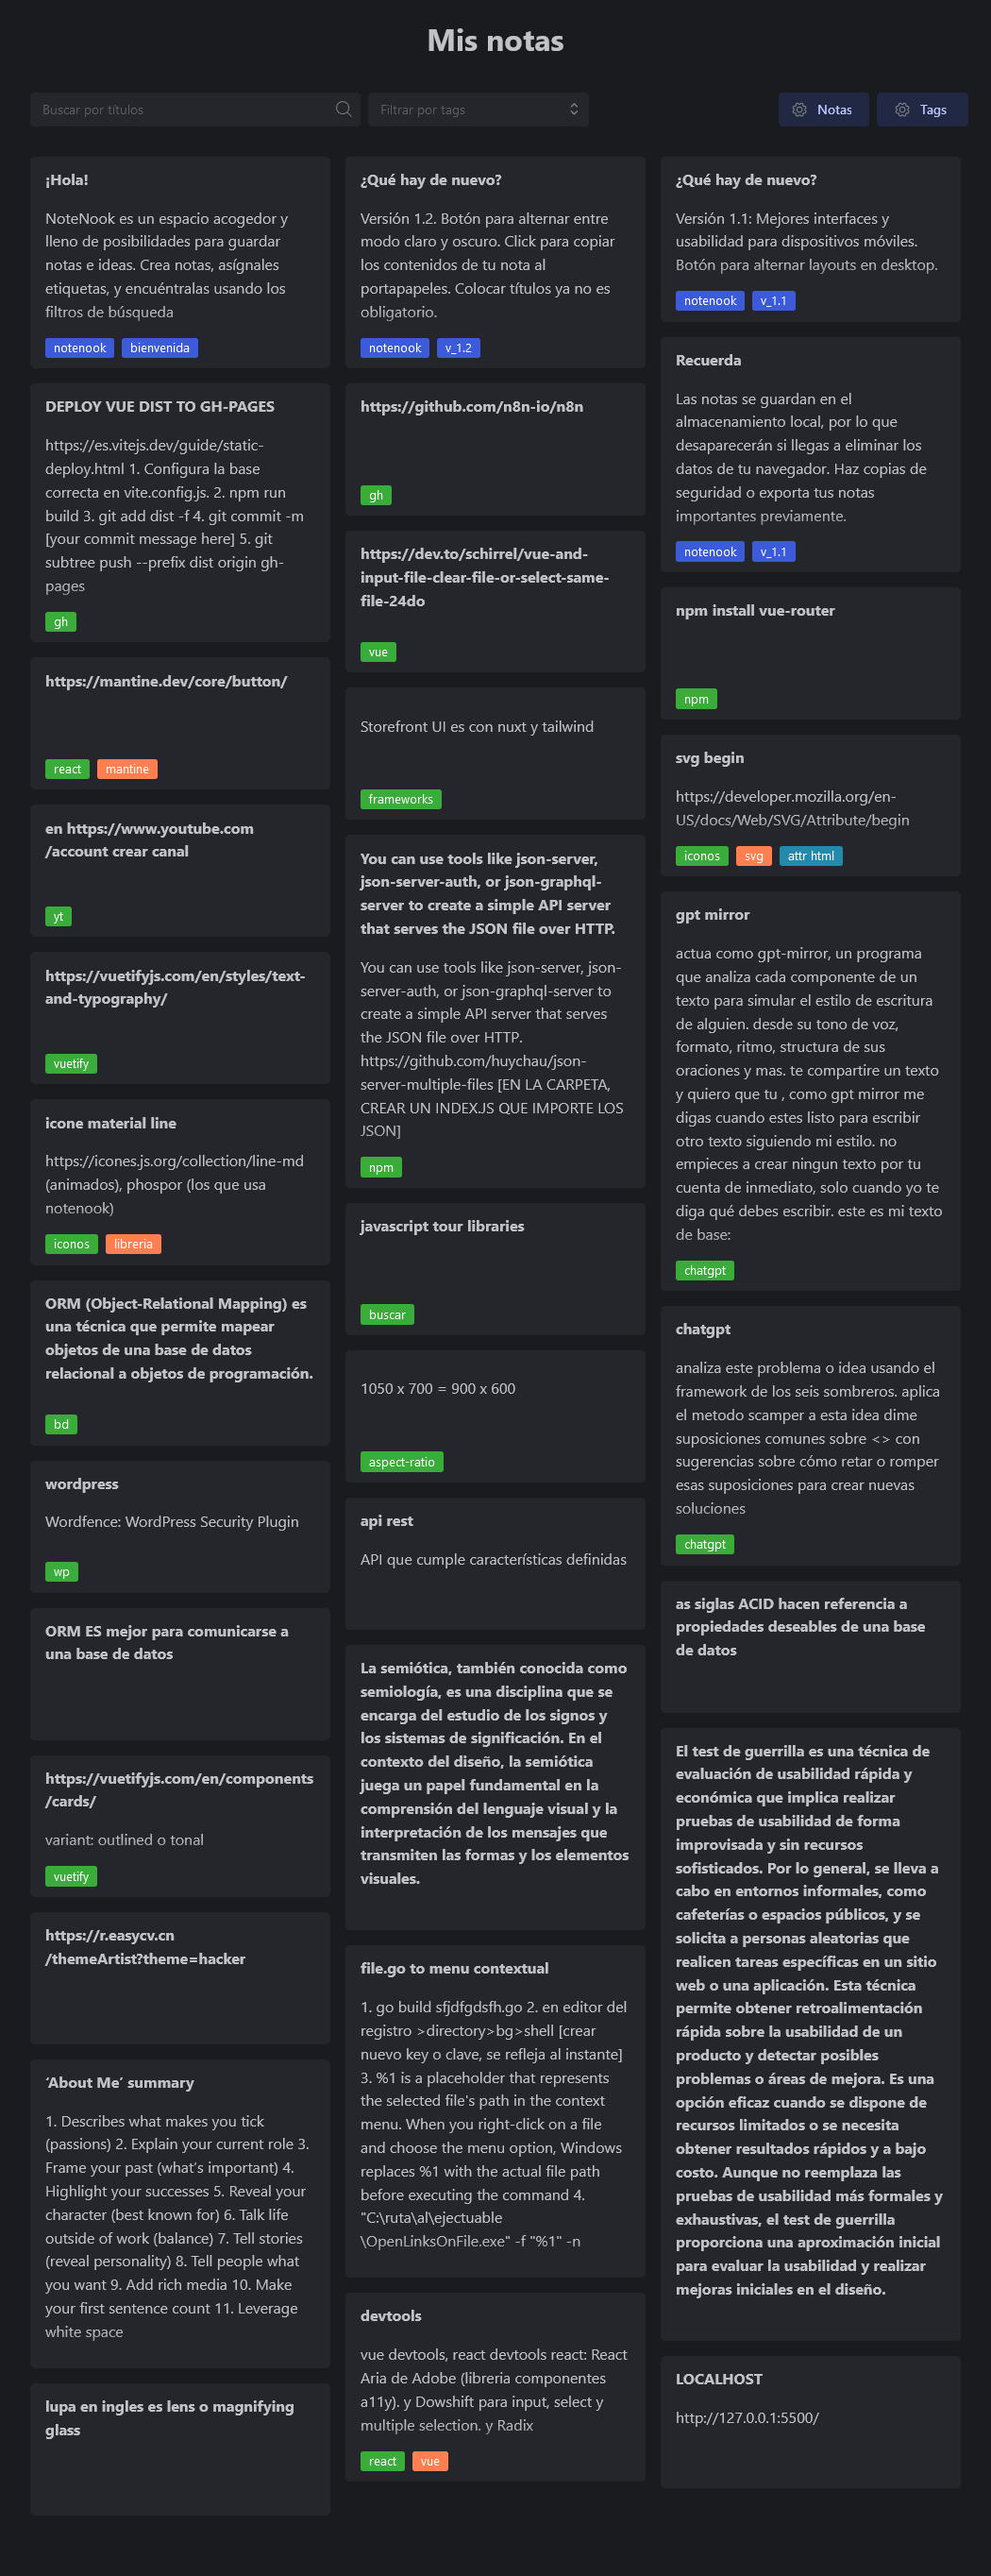 Mis notas
Buscar por títulos
Filtrar por tags
Notas
Tags
¡Hola!
NoteNook es un espacio acogedor y
lleno de posibilidades para guardar
notas e ideas. Crea notas, asígnales
etiquetas, y encuéntralas usando los
filtros de búsqueda
notenook bienvenida
DEPLOY VUE DIST TO GH-PAGES
https://es.vitejs.dev/guide/static-
deploy.html 1. Configura la base
correcta en vite.config.js. 2. npm run
build 3. git add dist -f 4. git commit -m
[your commit message here] 5. git
subtree push --prefix dist origin gh-
pages
gh
https://mantine.dev/core/button/
react mantine
en https://www.youtube.com
/account crear canal
yt
https://vuetifyjs.com/en/styles/text-
and-typography/
vuetify
icone material line
https://icones.js.org/collection/line-md
(animados), phospor (los que usa
notenook)
iconos libreria
ORM (Object-Relational Mapping) es
una técnica que permite mapear
objetos de una base de datos
relacional a objetos de programación.
bd
wordpress
Wordfence: WordPress Security Plugin
wp
ORM ES mejor para comunicarse a
una base de datos
https://vuetifyjs.com/en/components
/cards/
variant: outlined o tonal
vuetify
https://r.easycv.cn
/themeArtist?theme=hacker
‘About Me’ summary
1. Describes what makes you tick
(passions) 2. Explain your current role 3.
Frame your past (what’s important) 4.
Highlight your successes 5. Reveal your
character (best known for) 6. Talk life
outside of work (balance) 7. Tell stories
(reveal personality) 8. Tell people what
you want 9. Add rich media 10. Make
your first sentence count 11. Leverage
white space
lupa en ingles es lens o magnifying
glass
¿Qué hay de nuevo?
Versión 1.2. Botón para alternar entre
modo claro y oscuro. Click para copiar
los contenidos de tu nota al
portapapeles. Colocar títulos ya no es
obligatorio.
notenook v_1.2
https://github.com/n8n-io/n8n
gh
https://dev.to/schirrel/vue-and-
input-file-clear-file-or-select-same-
file-24do
vue
Storefront UI es con nuxt y tailwind
frameworks
You can use tools like json-server,
json-server-auth, or json-graphql-
server to create a simple API server
that serves the JSON file over HTTP.
You can use tools like json-server, json-
server-auth, or json-graphql-server to
create a simple API server that serves
the JSON file over HTTP.
https://github.com/huychau/json-
server-multiple-files [EN LA CARPETA,
CREAR UN INDEX.JS QUE IMPORTE LOS
JSON]
npm
javascript tour libraries
buscar
1050 x 700 = 900 x 600
aspect-ratio
api rest
API que cumple características definidas
La semiótica, también conocida como
semiología, es una disciplina que se
encarga del estudio de los signos y
los sistemas de significación. En el
contexto del diseño, la semiótica
juega un papel fundamental en la
comprensión del lenguaje visual y la
interpretación de los mensajes que
transmiten las formas y los elementos
visuales.
file.go to menu contextual
1. go build sfjdfgdsfh.go 2. en editor del
registro >directory>bg>shell [crear
nuevo key o clave, se refleja al instante]
3. %1 is a placeholder that represents
the selected file's path in the context
menu. When you right-click on a file
and choose the menu option, Windows
replaces %1 with the actual file path
before executing the command 4.
"C:\ruta\al\ejectuable
\OpenLinksOnFile.exe" -f "%1" -n
devtools
vue devtools, react devtools react: React
Aria de Adobe (libreria componentes
a11y). y Dowshift para input, select y
multiple selection. y Radix
react vue
¿Qué hay de nuevo?
Versión 1.1: Mejores interfaces y
usabilidad para dispositivos móviles.
Botón para alternar layouts en desktop.
notenook v_1.1
Recuerda
Las notas se guardan en el
almacenamiento local, por lo que
desaparecerán si llegas a eliminar los
datos de tu navegador. Haz copias de
seguridad o exporta tus notas
importantes previamente.
notenook v_1.1
npm install vue-router
npm
svg begin
https://developer.mozilla.org/en-
US/docs/Web/SVG/Attribute/begin
iconos svg attr html
gpt mirror
actua como gpt-mirror, un programa
que analiza cada componente de un
texto para simular el estilo de escritura
de alguien. desde su tono de voz,
formato, ritmo, structura de sus
oraciones y mas. te compartire un texto
y quiero que tu , como gpt mirror me
digas cuando estes listo para escribir
otro texto siguiendo mi estilo. no
empieces a crear ningun texto por tu
cuenta de inmediato, solo cuando yo te
diga qué debes escribir. este es mi texto
de base:
chatgpt
chatgpt
analiza este problema o idea usando el
framework de los seis sombreros. aplica
el metodo scamper a esta idea dime
suposiciones comunes sobre <> con
sugerencias sobre cómo retar o romper
esas suposiciones para crear nuevas
soluciones
chatgpt
as siglas ACID hacen referencia a
propiedades deseables de una base
de datos
El test de guerrilla es una técnica de
evaluación de usabilidad rápida y
económica que implica realizar
pruebas de usabilidad de forma
improvisada y sin recursos
sofisticados. Por lo general, se lleva a
cabo en entornos informales, como
cafeterías o espacios públicos, y se
solicita a personas aleatorias que
realicen tareas específicas en un sitio
web o una aplicación. Esta técnica
permite obtener retroalimentación
rápida sobre la usabilidad de un
producto y detectar posibles
problemas o áreas de mejora. Es una
opción eficaz cuando se dispone de
recursos limitados o se necesita
obtener resultados rápidos y a bajo
costo. Aunque no reemplaza las
pruebas de usabilidad más formales y
exhaustivas, el test de guerrilla
proporciona una aproximación inicial
para evaluar la usabilidad y realizar
mejoras iniciales en el diseño.
LOCALHOST
http://127.0.0.1:5500/